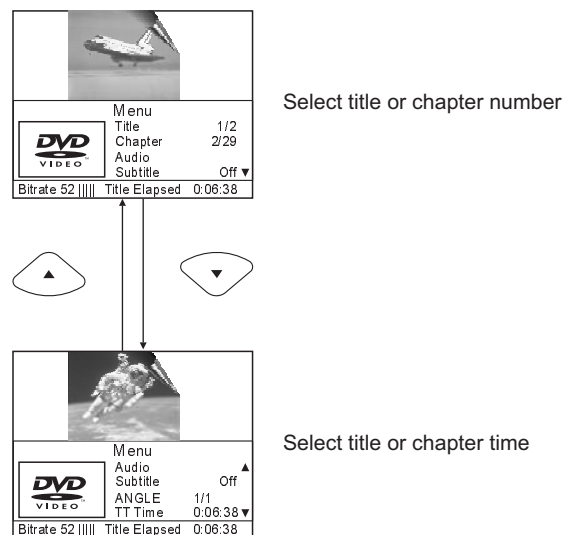 Menu
Title 1/2
Chapter 2/29
Audio
Subtitle Off ▼
DVD
VIDEO
Bitrate 52 ||||| Title Elapsed 0:06:38
Select title or chapter number
▲ ▼
Menu
Audio ▲
Subtitle Off
ANGLE 1/1
TT Time 0:06:38 ▼
DVD
VIDEO
Bitrate 52 ||||| Title Elapsed 0:06:38
Select title or chapter time